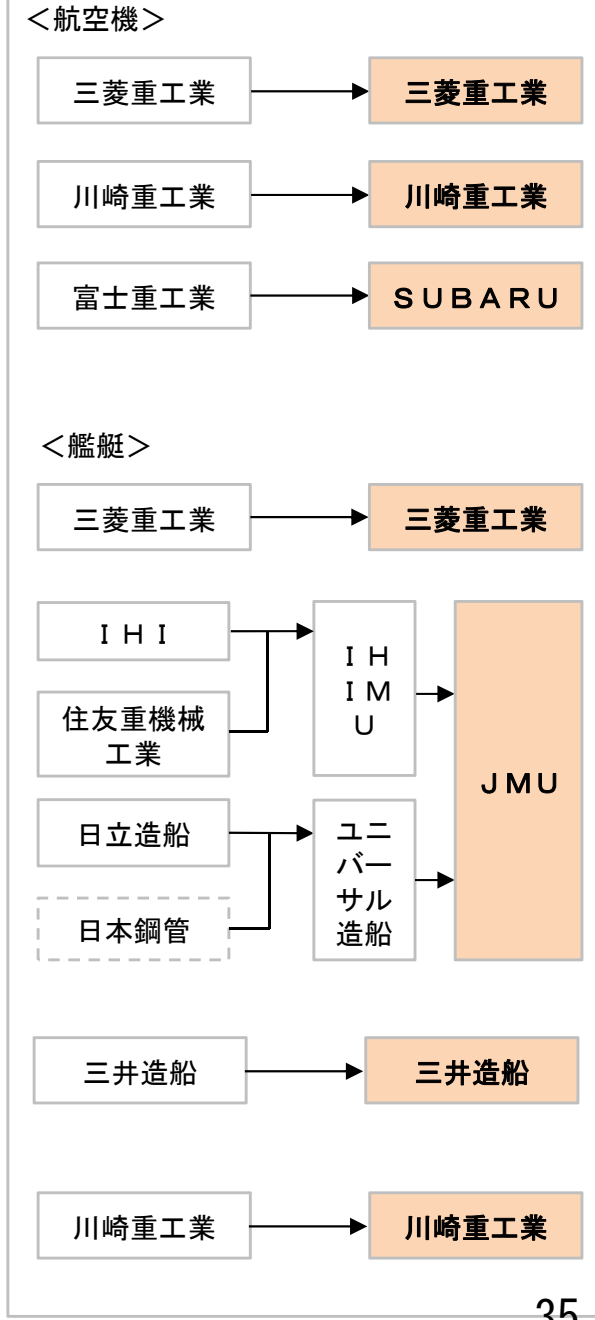 ＜航空機＞
三菱重工業
三菱重工業
川崎重工業
川崎重工業
富士重工業
ＳＵＢＡＲＵ
＜艦艇＞
三菱重工業
三菱重工業
ＩＨＩ
住友重機械
工業
ＩＨ
ＩＭ
Ｕ
日立造船
日本鋼管
ユニ
バー
サル
造船
ＪＭＵ
三井造船
三井造船
川崎重工業
川崎重工業
35